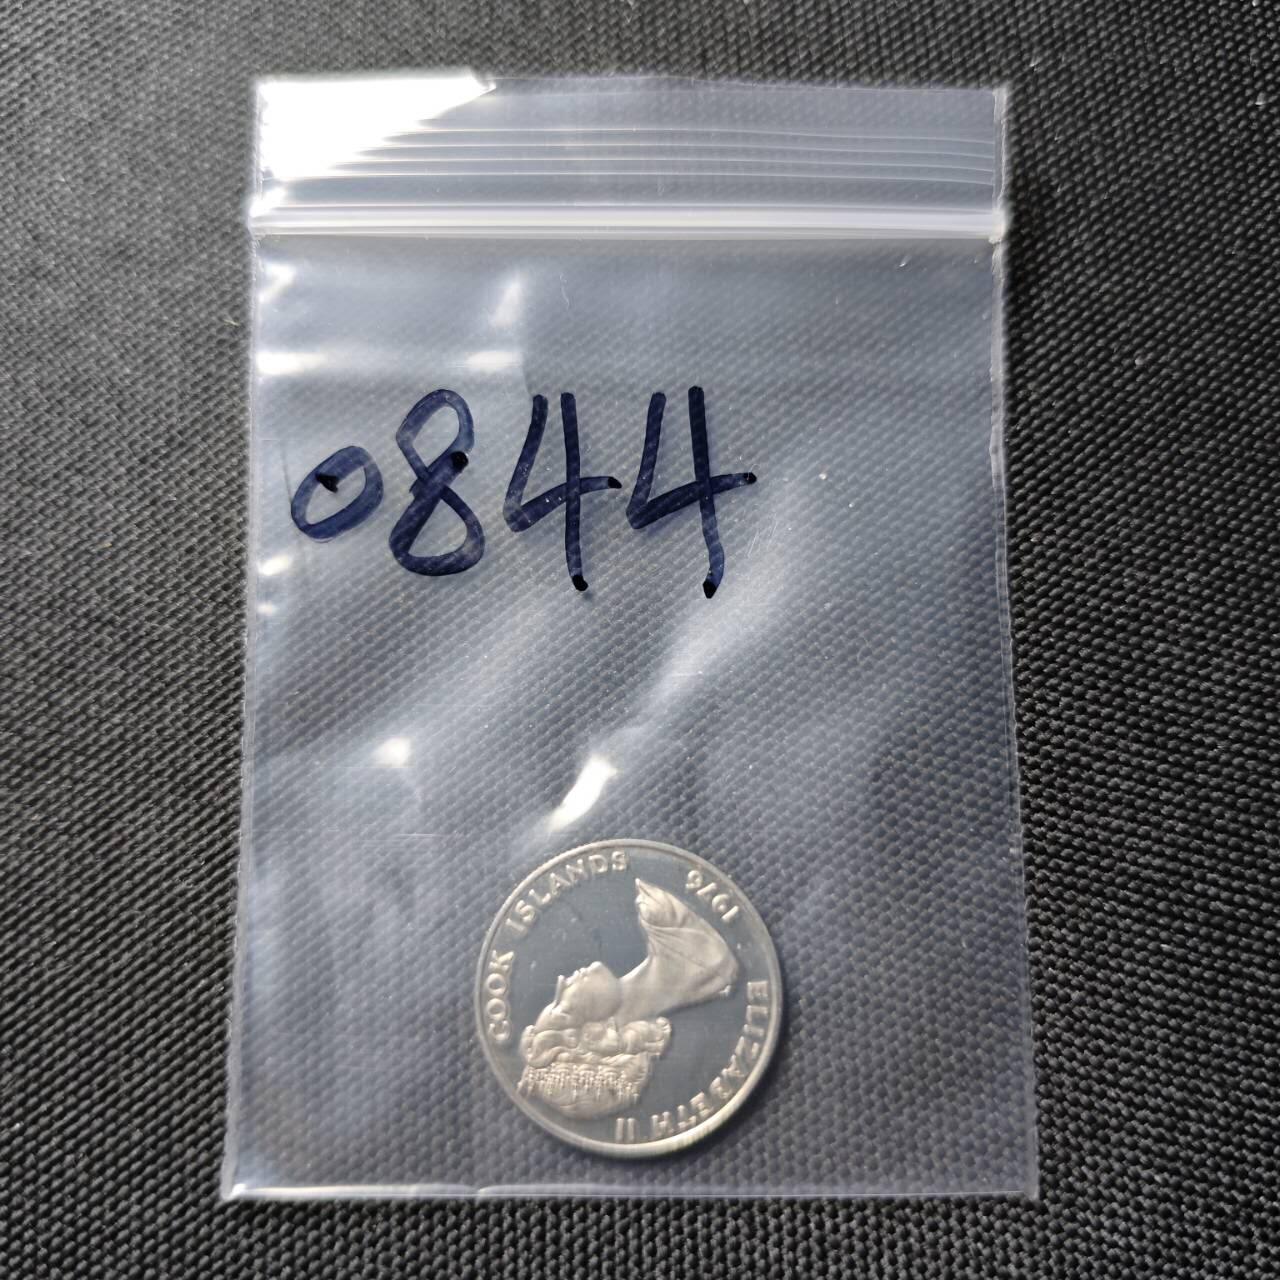 0844
ELIZABETH II
COOK ISLANDS
1976